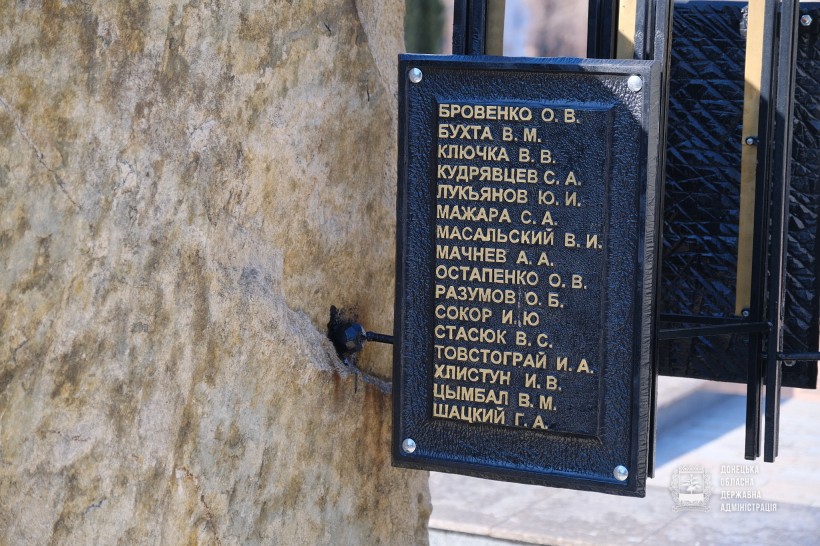 БРОВЕНКО О. В.
БУХТА В. М.
КЛЮЧКА В. В.
КУДРЯВЦЕВ С. А.
ЛУКЪЯНОВ Ю. И.
МАЖАРА С. А.
МАСАЛЬСКИЙ В. И.
МАЧНЕВ А. А.
ОСТАПЕНКО О. В.
РАЗУМОВ О. Б.
СОКОР И. Ю
СТАСЮК В. С.
ТОВСТОГРАЙ И. А.
ХЛИСТУН И. В.
ЦЫМБАЛ В. М.
ШАЦКИЙ Г. А.
ДОНЕЦЬКА
ОБЛАСНА
ДЕРЖАВНА
АДМІНІСТРАЦІЯ